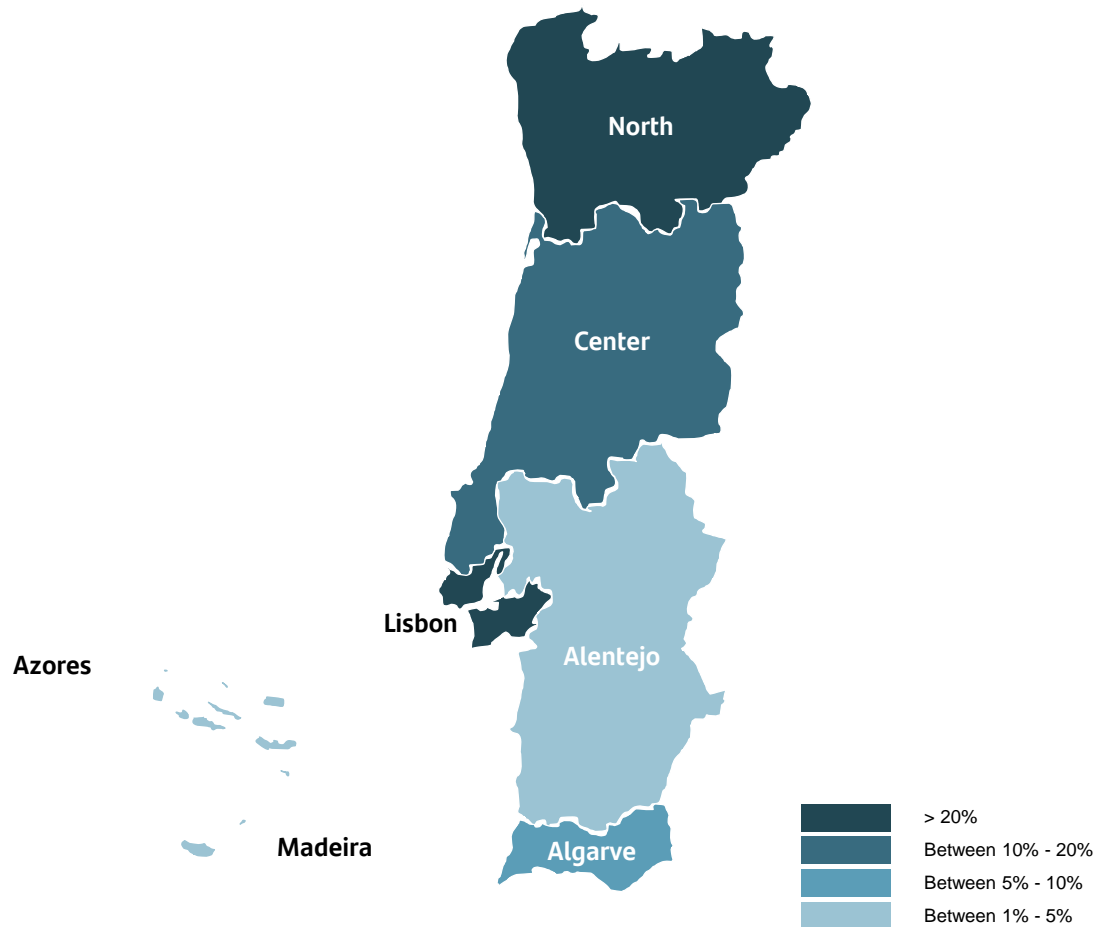 North
Center
Lisbon
Alentejo
Azores
Madeira
Algarve
> 20%
Between 10% - 20%
Between 5% - 10%
Between 1% - 5%